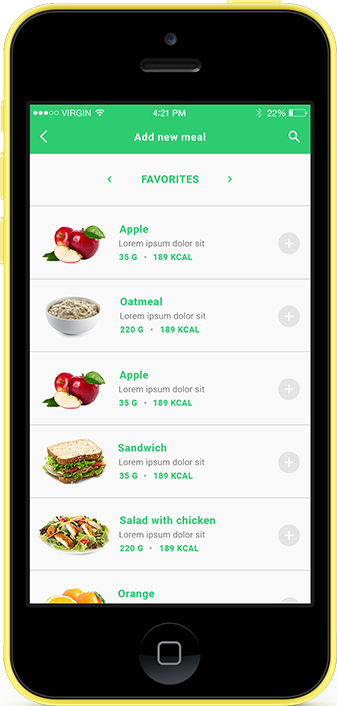 VIRGIN 4:21 PM 22%
Add new meal
FAVORITES
Apple
Lorem ipsum dolor sit
35 G • 189 KCAL
Oatmeal
Lorem ipsum dolor sit
220 G • 189 KCAL
Apple
Lorem ipsum dolor sit
35 G • 189 KCAL
Sandwich
Lorem ipsum dolor sit
35 G • 189 KCAL
Salad with chicken
Lorem ipsum dolor sit
220 G • 189 KCAL
Orange